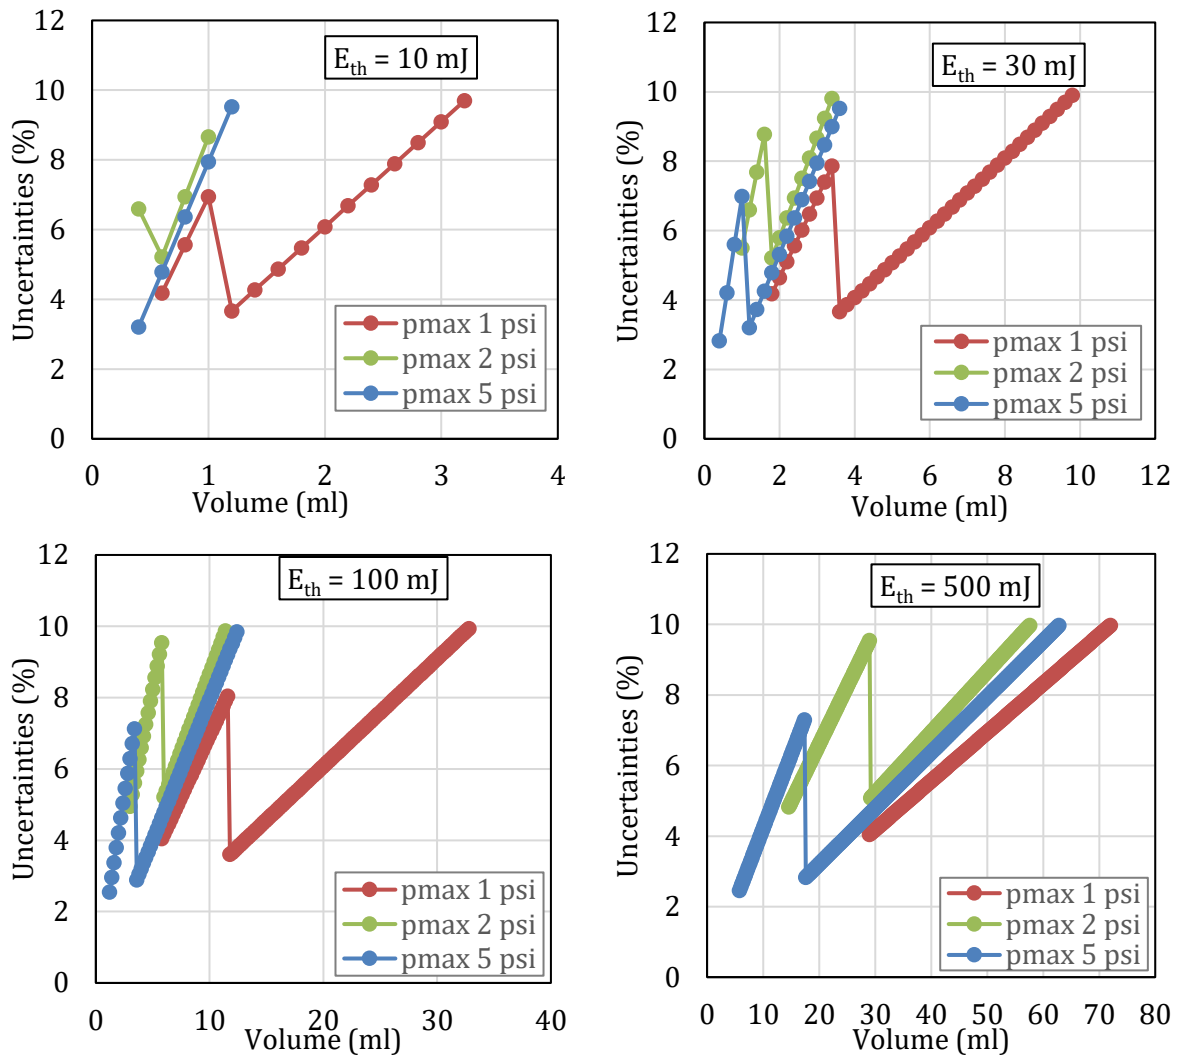 Uncertainties (%)
12
10
8
6
4
2
0
E_th = 10 mJ
pmax 1 psi
pmax 2 psi
pmax 5 psi
0 1 2 3 4
Volume (ml)
Uncertainties (%)
12
10
8
6
4
2
0
E_th = 30 mJ
pmax 1 psi
pmax 2 psi
pmax 5 psi
0 2 4 6 8 10 12
Volume (ml)
Uncertainties (%)
12
10
8
6
4
2
0
E_th = 100 mJ
pmax 1 psi
pmax 2 psi
pmax 5 psi
0 10 20 30 40
Volume (ml)
Uncertainties (%)
12
10
8
6
4
2
0
E_th = 500 mJ
pmax 1 psi
pmax 2 psi
pmax 5 psi
0 10 20 30 40 50 60 70 80
Volume (ml)